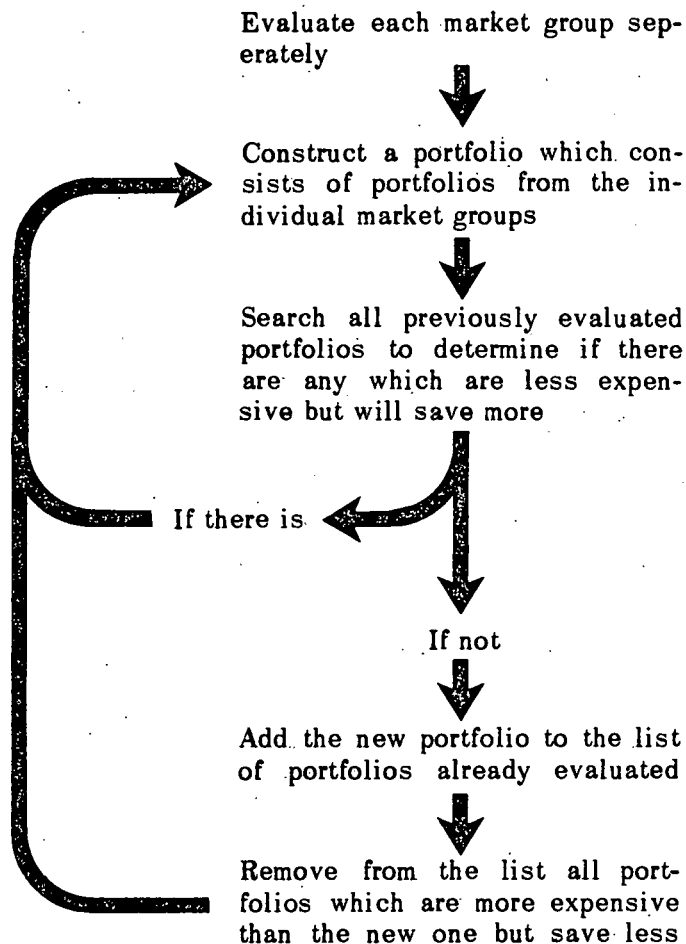 Evaluate each market group sep-
erately
Construct a portfolio which con-
sists of portfolios from the in-
dividual market groups
Search all previously evaluated
portfolios to determine if there
are any which are less expen-
sive but will save more
If there is
If not
Add the new portfolio to the list
of portfolios already evaluated
Remove from the list all port-
folios which are more expensive
than the new one but save less